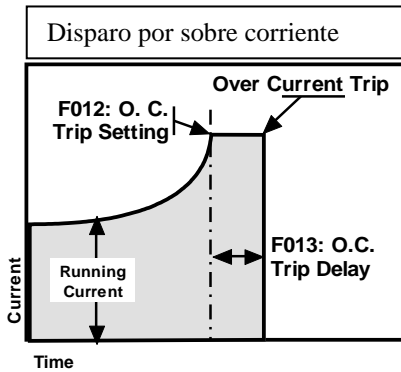 Disparo por sobre corriente
Over Current Trip
F012: O. C.
Trip Setting
F013: O.C.
Trip Delay
Running
Current
Current
Time